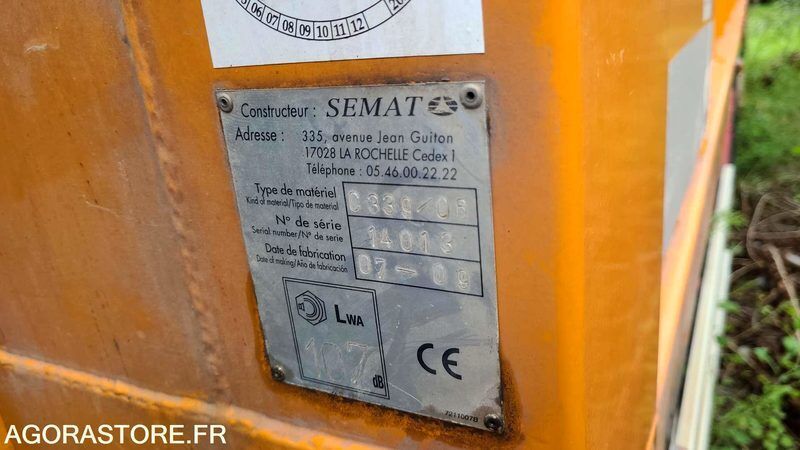 06 07 08 09 10 11 12
Constructeur : SEMAT
Adresse : 335, avenue Jean Guiton
17028 LA ROCHELLE Cedex 1
Téléphone : 05.46.00.22.22
Type de matériel
Kind of material/Tipo de material
N° de série 14013
Serial number/N° de serie
Date de fabrication 07-09
Date of making/Año de fabricación
LWA
107 dB
CE
7211007B
AGORASTORE.FR